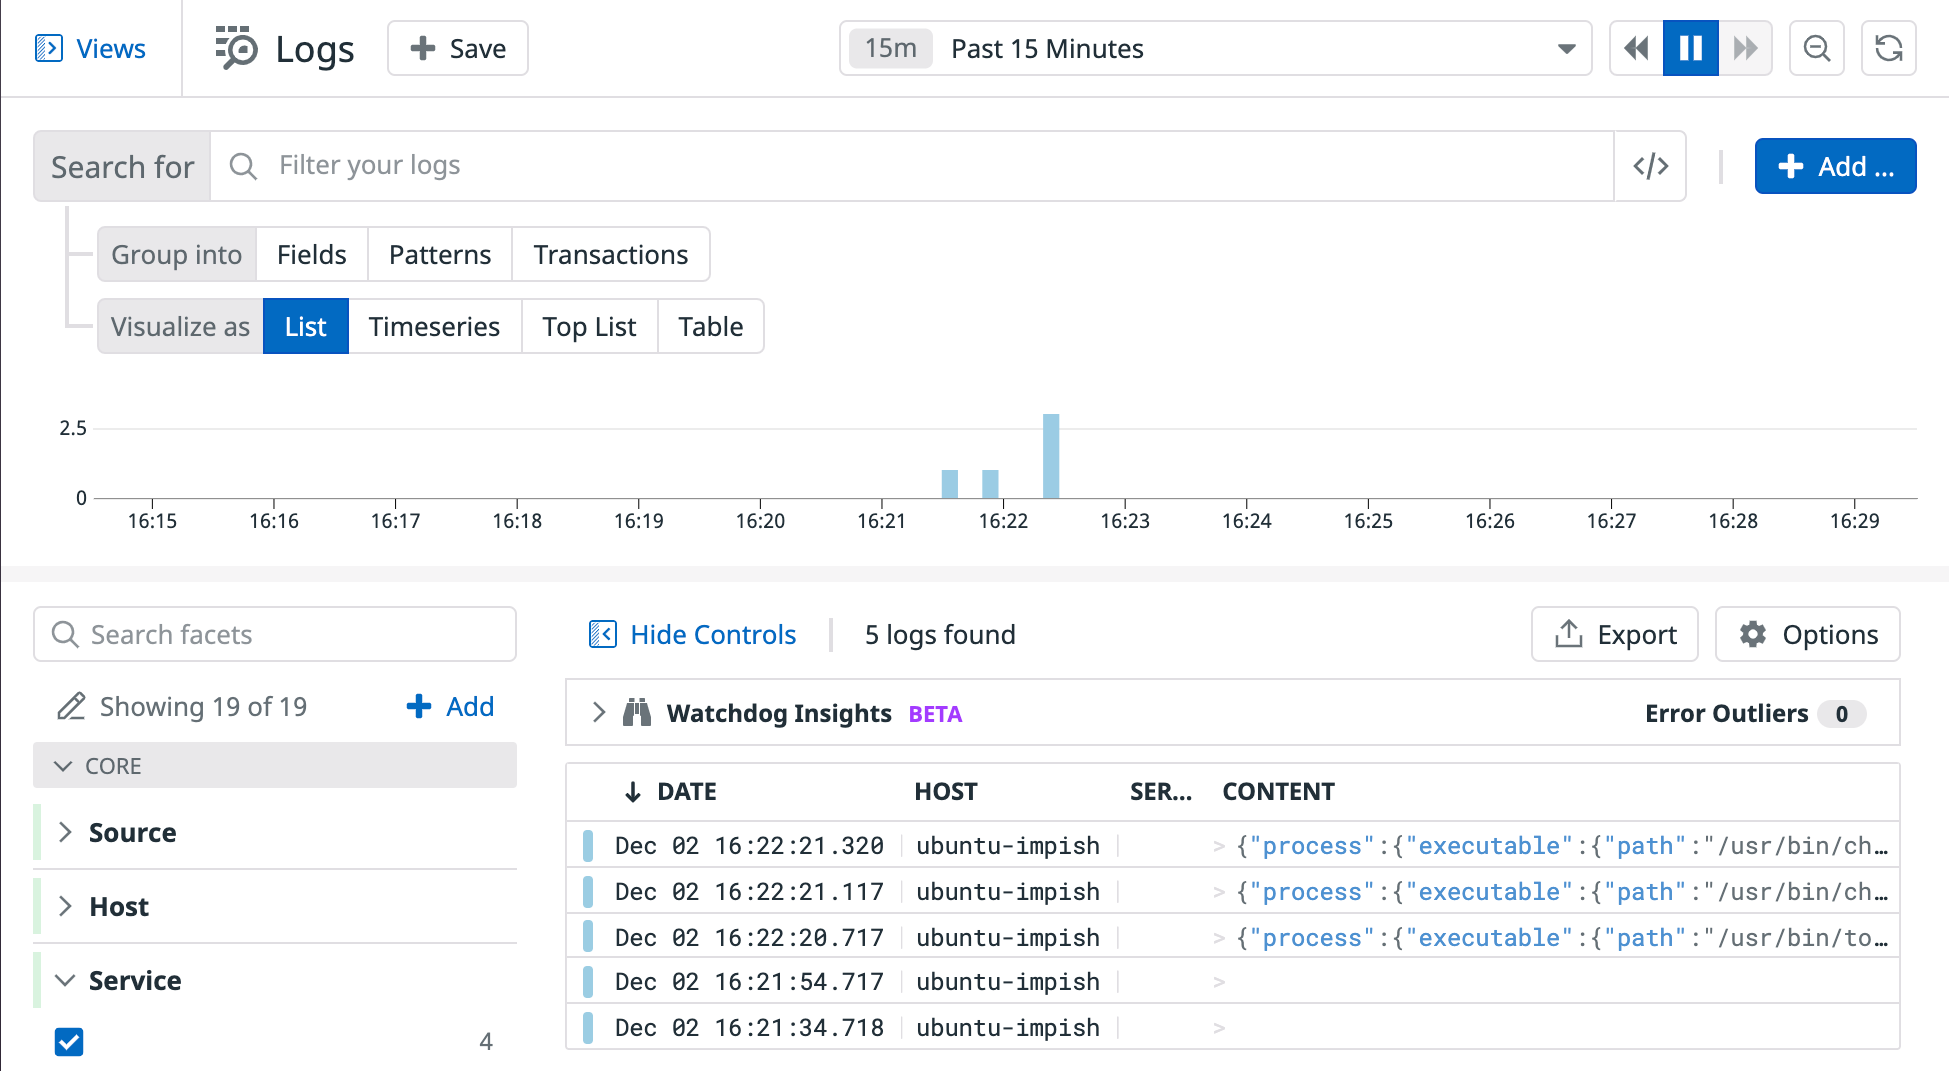 Views
Logs
Save
15m Past 15 Minutes
Search for Filter your logs </> Add ...
Group into Fields Patterns Transactions
Visualize as List Timeseries Top List Table
2.5
0
16:15 16:16 16:17 16:18 16:19 16:20 16:21 16:22 16:23 16:24 16:25 16:26 16:27 16:28 16:29
Search facets
Showing 19 of 19 Add
CORE
Source
Host
Service
4
Hide Controls 5 logs found Export Options
Watchdog Insights BETA Error Outliers 0
DATE HOST SER... CONTENT
Dec 02 16:22:21.320 ubuntu-impish > {"process":{"executable":{"path":"/usr/bin/ch…
Dec 02 16:22:21.117 ubuntu-impish > {"process":{"executable":{"path":"/usr/bin/ch…
Dec 02 16:22:20.717 ubuntu-impish > {"process":{"executable":{"path":"/usr/bin/to…
Dec 02 16:21:54.717 ubuntu-impish >
Dec 02 16:21:34.718 ubuntu-impish >